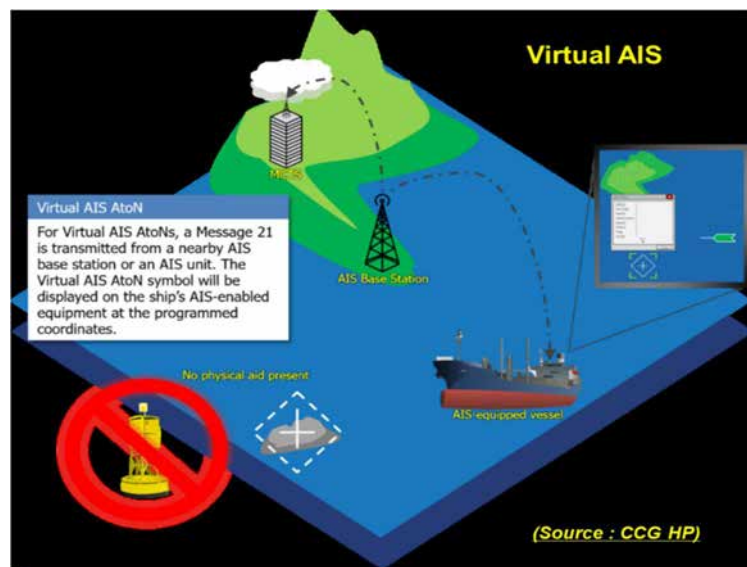 Virtual AIS
Virtual AIS AtoN
For Virtual AIS AtoNs, a Message 21
is transmitted from a nearby AIS
base station or an AIS unit. The
Virtual AIS AtoN symbol will be
displayed on the ship's AIS-enabled
equipment at the programmed
coordinates.
AIS Base Station
No physical aid present
AIS-equipped vessel
(Source : CCG HP)